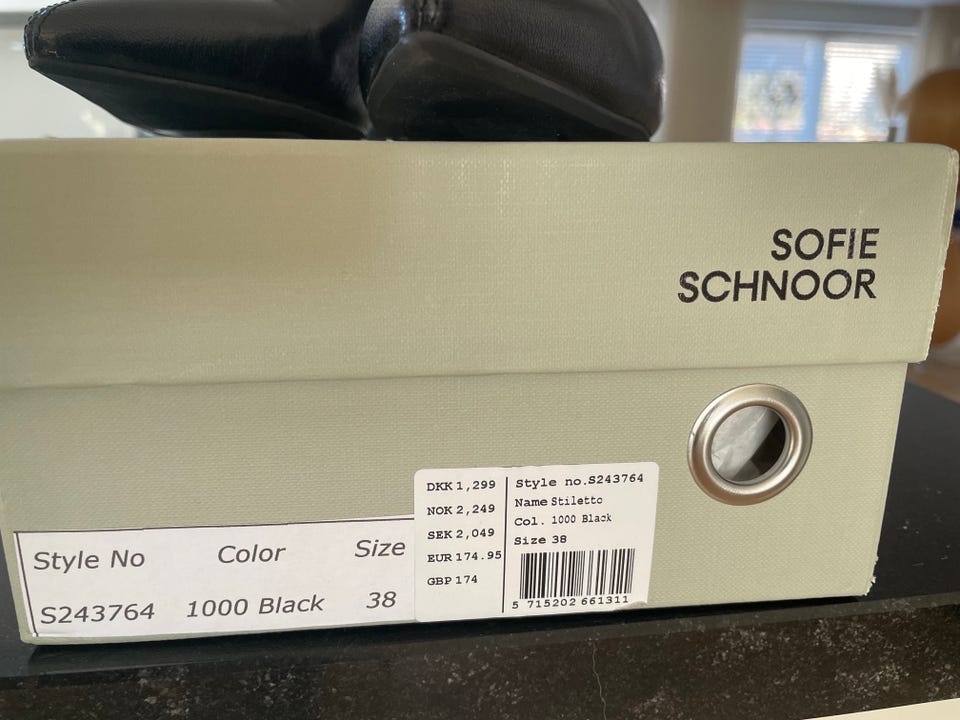 SOFIE
SCHNOOR
Style No Color Size
S243764 1000 Black 38
DKK 1,299
NOK 2,249
SEK 2,049
EUR 174.95
GBP 174
Style no.S243764
Name Stiletto
Col. 1000 Black
Size 38
5 715202 661311